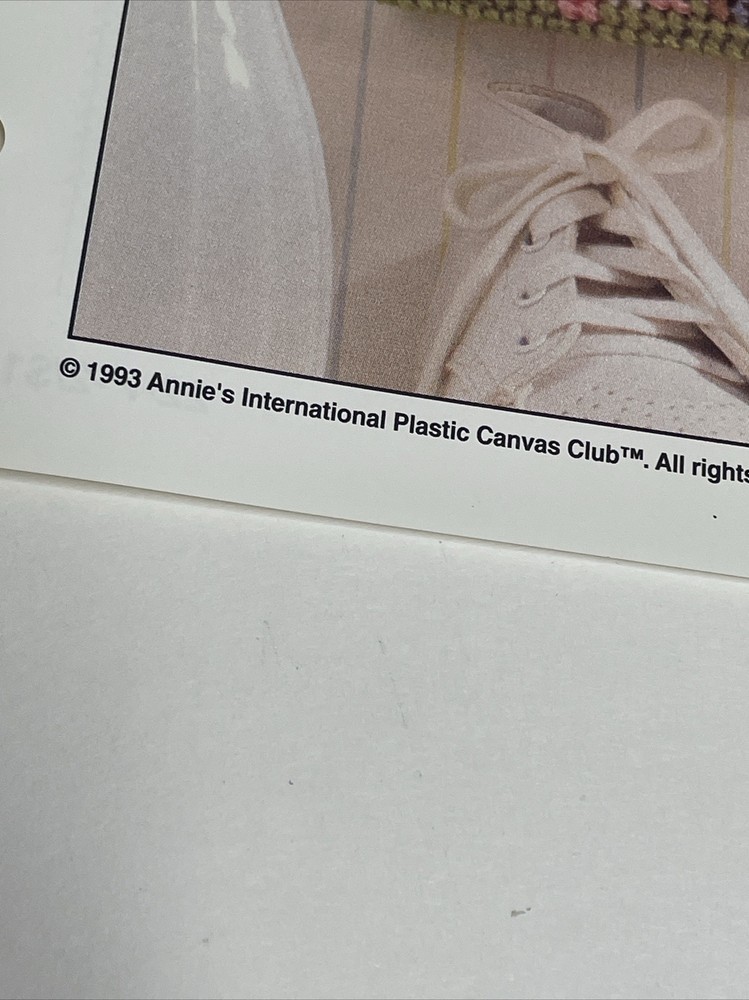 © 1993 Annie's International Plastic Canvas Club™. All rights